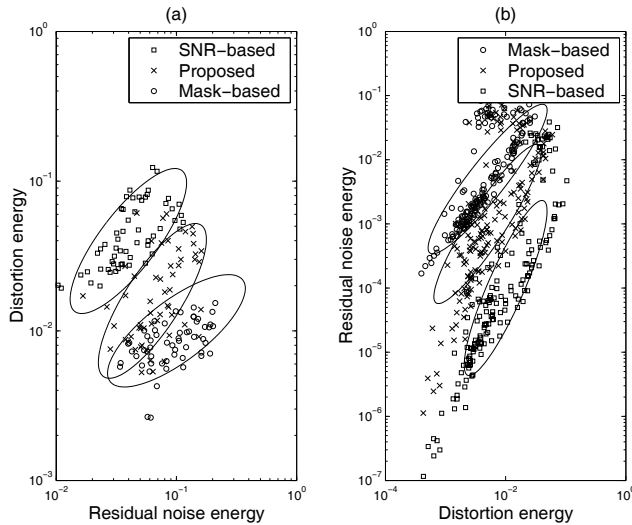 (a)
10^0
10^-1
10^-2
10^-3
Distortion energy
SNR-based
Proposed
Mask-based
10^-2
10^-1
10^0
Residual noise energy
(b)
10^0
10^-1
10^-2
10^-3
10^-4
10^-5
10^-6
10^-7
Residual noise energy
Mask-based
Proposed
SNR-based
10^-4
10^-2
10^0
Distortion energy